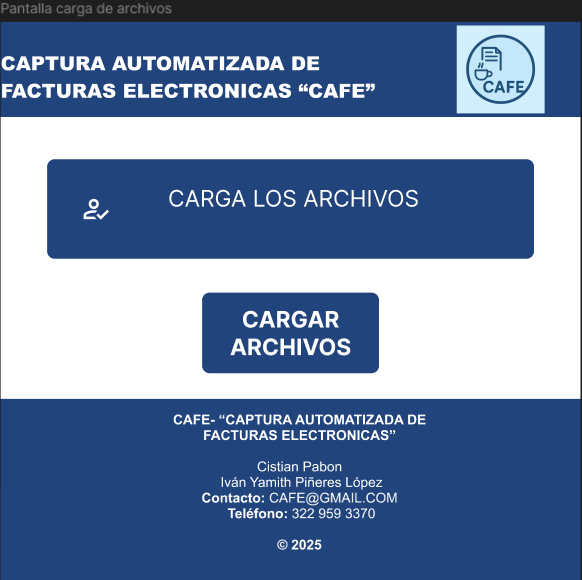 Pantalla carga de archivos
CAPTURA AUTOMATIZADA DE
FACTURAS ELECTRONICAS “CAFE”
CAFE
CARGA LOS ARCHIVOS
CARGAR
ARCHIVOS
CAFE- “CAPTURA AUTOMATIZADA DE
FACTURAS ELECTRONICAS”
Cistian Pabon
Iván Yamith Piñeres López
Contacto: CAFE@GMAIL.COM
Teléfono: 322 959 3370
© 2025